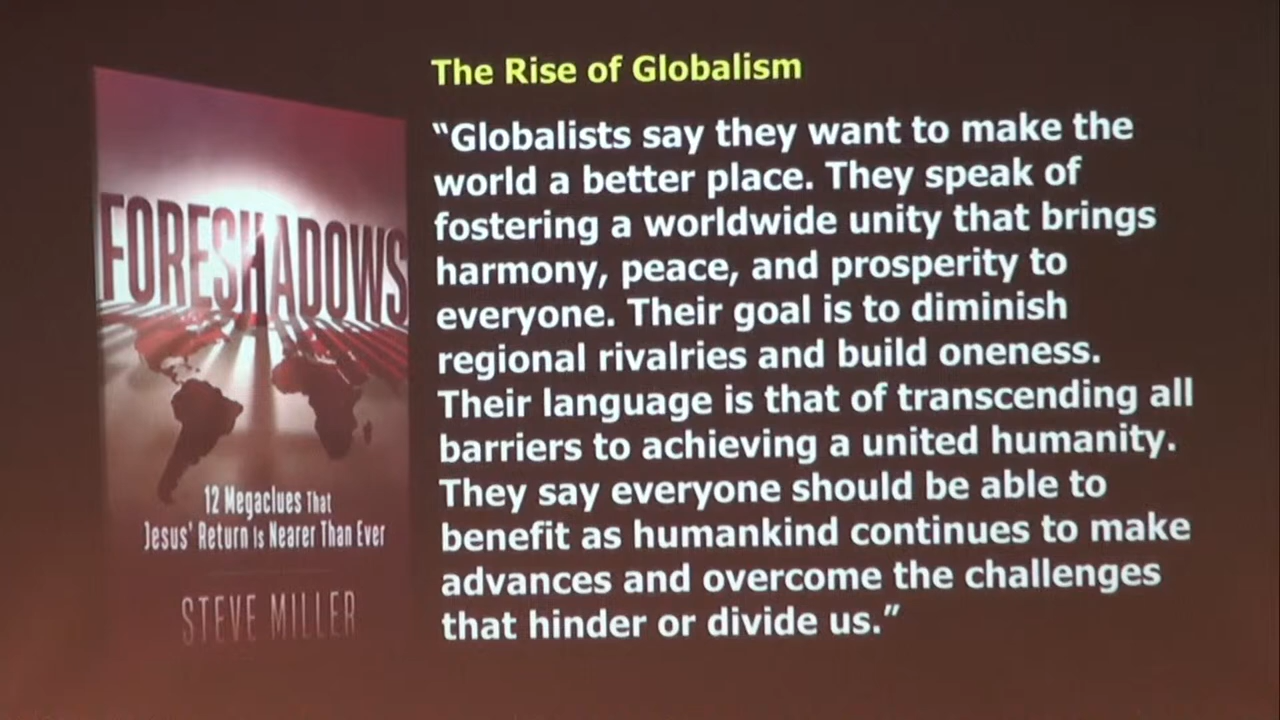 The Rise of Globalism
“Globalists say they want to make the
world a better place. They speak of
fostering a worldwide unity that brings
harmony, peace, and prosperity to
everyone. Their goal is to diminish
regional rivalries and build oneness.
Their language is that of transcending all
barriers to achieving a united humanity.
They say everyone should be able to
benefit as humankind continues to make
advances and overcome the challenges
that hinder or divide us.”
FORESHADOWS
12 Megaclues That
Jesus' Return Is Nearer Than Ever
STEVE MILLER